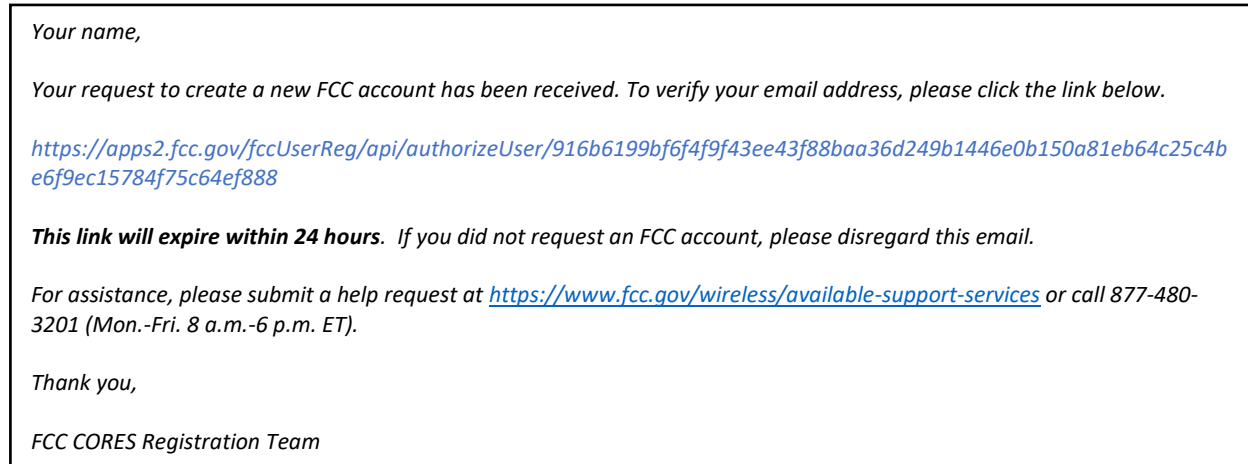 Your name,
Your request to create a new FCC account has been received. To verify your email address, please click the link below.
https://apps2.fcc.gov/fccUserReg/api/authorizeUser/916b6199bf6f4f9f43ee43f88baa36d249b1446e0b150a81eb64c25c4b
e6f9ec15784f75c64ef888
This link will expire within 24 hours.  If you did not request an FCC account, please disregard this email.
For assistance, please submit a help request at https://www.fcc.gov/wireless/available-support-services or call 877-480-
3201 (Mon.-Fri. 8 a.m.-6 p.m. ET).
Thank you,
FCC CORES Registration Team